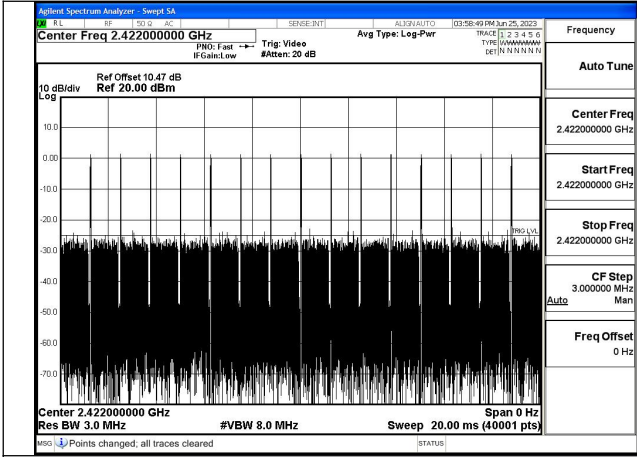 Agilent Spectrum Analyzer - Swept SA
RL RF 50 Ω AC SENSE:INT ALIGN AUTO 03:58:49 PM Jun 25, 2023
Center Freq 2.422000000 GHz
PNO: Fast
IFGain:Low
Trig: Video
#Atten: 20 dB
Avg Type: Log-Pwr
TRACE 1 2 3 4 5 6
TYPE WWWWWW
DET N N N N N N
Ref Offset 10.47 dB
10 dB/div Ref 20.00 dBm
Log
10.0
0.00
-10.0
-20.0
TRIG LVL
-30.0
-40.0
-50.0
-60.0
-70.0
Center 2.422000000 GHz Span 0 Hz
Res BW 3.0 MHz #VBW 8.0 MHz Sweep 20.00 ms (40001 pts)
MSG Points changed; all traces cleared STATUS
Frequency
Auto Tune
Center Freq
2.422000000 GHz
Start Freq
2.422000000 GHz
Stop Freq
2.422000000 GHz
CF Step
3.000000 MHz
Auto Man
Freq Offset
0 Hz